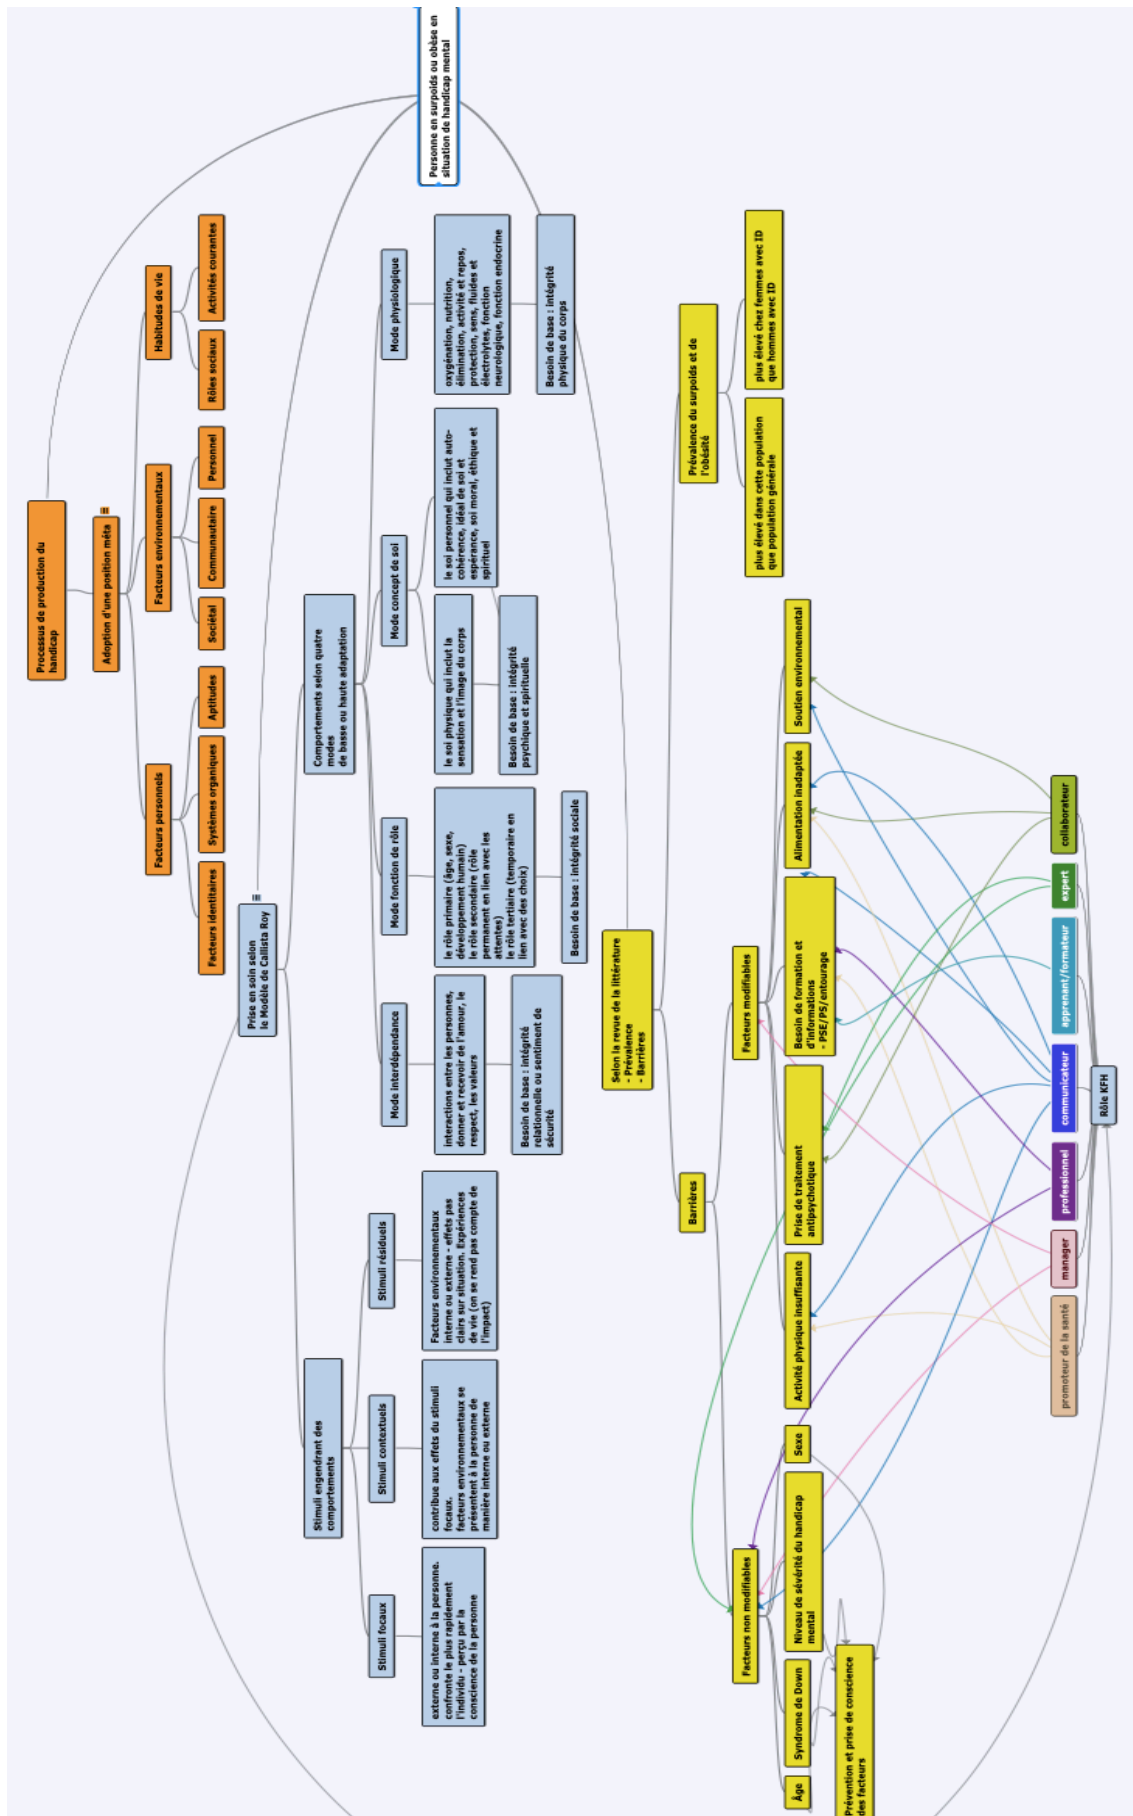 Personne en surpoids ou obèse en
situation de handicap mental
Processus de production du
handicap
Adoption d'une position méta
Facteurs personnels
Facteurs environnementaux
Habitudes de vie
Facteurs identitaires
Systèmes organiques
Aptitudes
Sociétal
Communautaire
Personnel
Rôles sociaux
Activités courantes
Prise en soin selon
le Modèle de Callista Roy
Stimuli engendrant des
comportements
Comportements selon quatre
modes
de basse ou haute adaptation
Stimuli focaux
Stimuli contextuels
Stimuli résiduels
Mode interdépendance
Mode fonction de rôle
Mode concept de soi
Mode physiologique
externe ou interne à la personne.
confronte le plus rapidement
l'individu - perçu par la
conscience de la personne
contribue aux effets du stimuli
focaux.
facteurs environnementaux se
présentent à la personne de
manière interne ou externe
Facteurs environnementaux
interne ou externe - effets pas
clairs sur situation. Expériences
de vie (on se rend pas compte de
l'impact)
interactions entre les personnes,
donner et recevoir de l'amour, le
respect, les valeurs
le rôle primaire (âge, sexe,
développement humain)
le rôle secondaire (rôle
permanent en lien avec les
attentes)
le rôle tertiaire (temporaire en
lien avec des choix)
le soi physique qui inclut la
sensation et l'image du corps
le soi personnel qui inclut auto-
cohérence, idéal de soi et
espérance, soi moral, éthique et
spirituel
oxygénation, nutrition,
élimination, activité et repos,
protection, sens, fluides et
électrolytes, fonction
neurologique, fonction endocrine
Besoin de base : intégrité
relationnelle ou sentiment de
sécurité
Besoin de base : intégrité sociale
Besoin de base : intégrité
psychique et spirituelle
Besoin de base : intégrité
physique du corps
Selon la revue de la littérature
- Prévalence
- Barrières
Barrières
Prévalence du surpoids et de
l'obésité
plus élevé dans cette population
que population générale
plus élevé chez femmes avec ID
que hommes avec ID
Facteurs non modifiables
Facteurs modifiables
Âge
Syndrome de Down
Niveau de sévérité du handicap
mental
Sexe
Activité physique insuffisante
Prise de traitement
antipsychotique
Besoin de formation et
d'informations
- PSE/PS/entourage
Alimentation inadaptée
Soutien environnemental
Prévention et prise de conscience
des facteurs
promoteur de la santé
manager
professionnel
communicateur
apprenant/formateur
expert
collaborateur
Rôle KFH